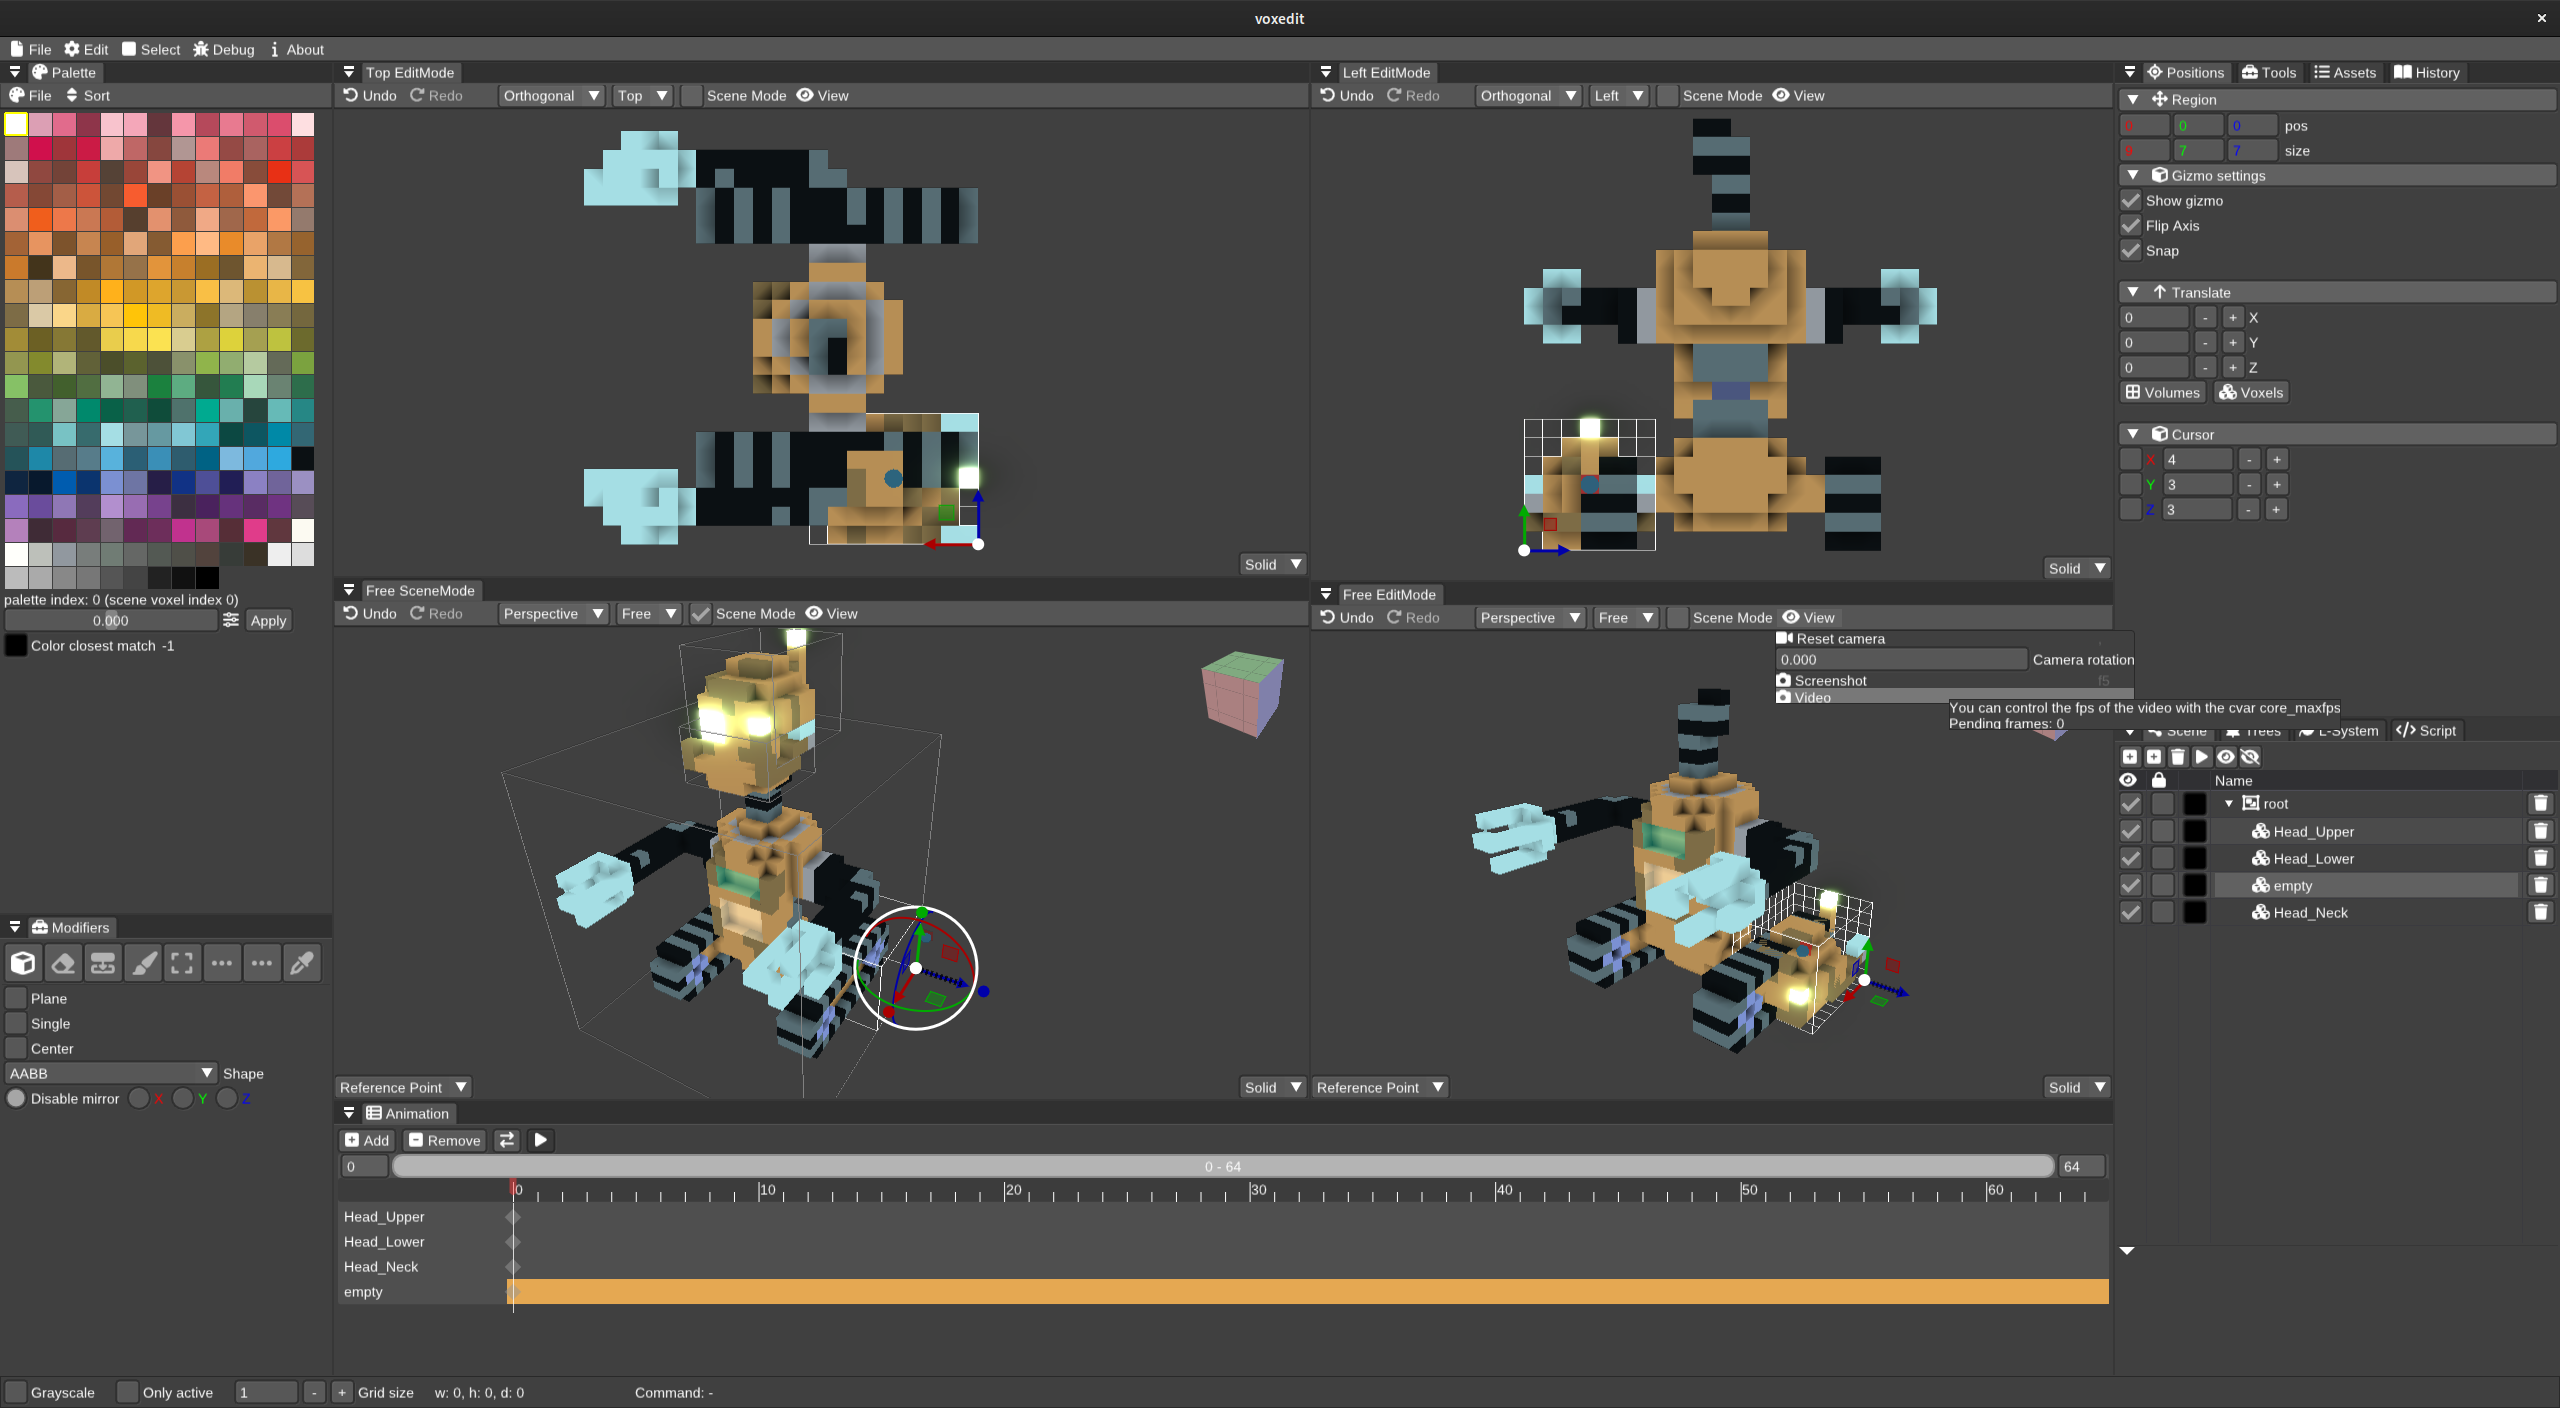 voxedit
File Edit Select Debug About
Palette
File Sort
palette index: 0 (scene voxel index 0)
0.000 Apply
Color closest match -1
Modifiers
Plane
Single
Center
AABB Shape
Disable mirror X Y Z
Top EditMode
Undo Redo Orthogonal Top Scene Mode View
Solid
Left EditMode
Undo Redo Orthogonal Left Scene Mode View
Solid
Free SceneMode
Undo Redo Perspective Free Scene Mode View
Reference Point Solid
Free EditMode
Undo Redo Perspective Free Scene Mode View
Reset camera
0.000 Camera rotation
Screenshot f5
Video
You can control the fps of the video with the cvar core_maxfps
Pending frames: 0
Reference Point Solid
Animation
Add Remove
0 0 - 64 64
0 10 20 30 40 50 60
Head_Upper
Head_Lower
Head_Neck
empty
Positions Tools Assets History
Region
0 0 0 pos
7 7 size
Gizmo settings
Show gizmo
Flip Axis
Snap
Translate
0 - + X
0 - + Y
0 - + Z
Volumes Voxels
Cursor
X 4 - +
Y 3 - +
Z 3 - +
Scene Trees L-System Script
Name
root
Head_Upper
Head_Lower
empty
Head_Neck
Grayscale Only active 1 - + Grid size w: 0, h: 0, d: 0 Command: -